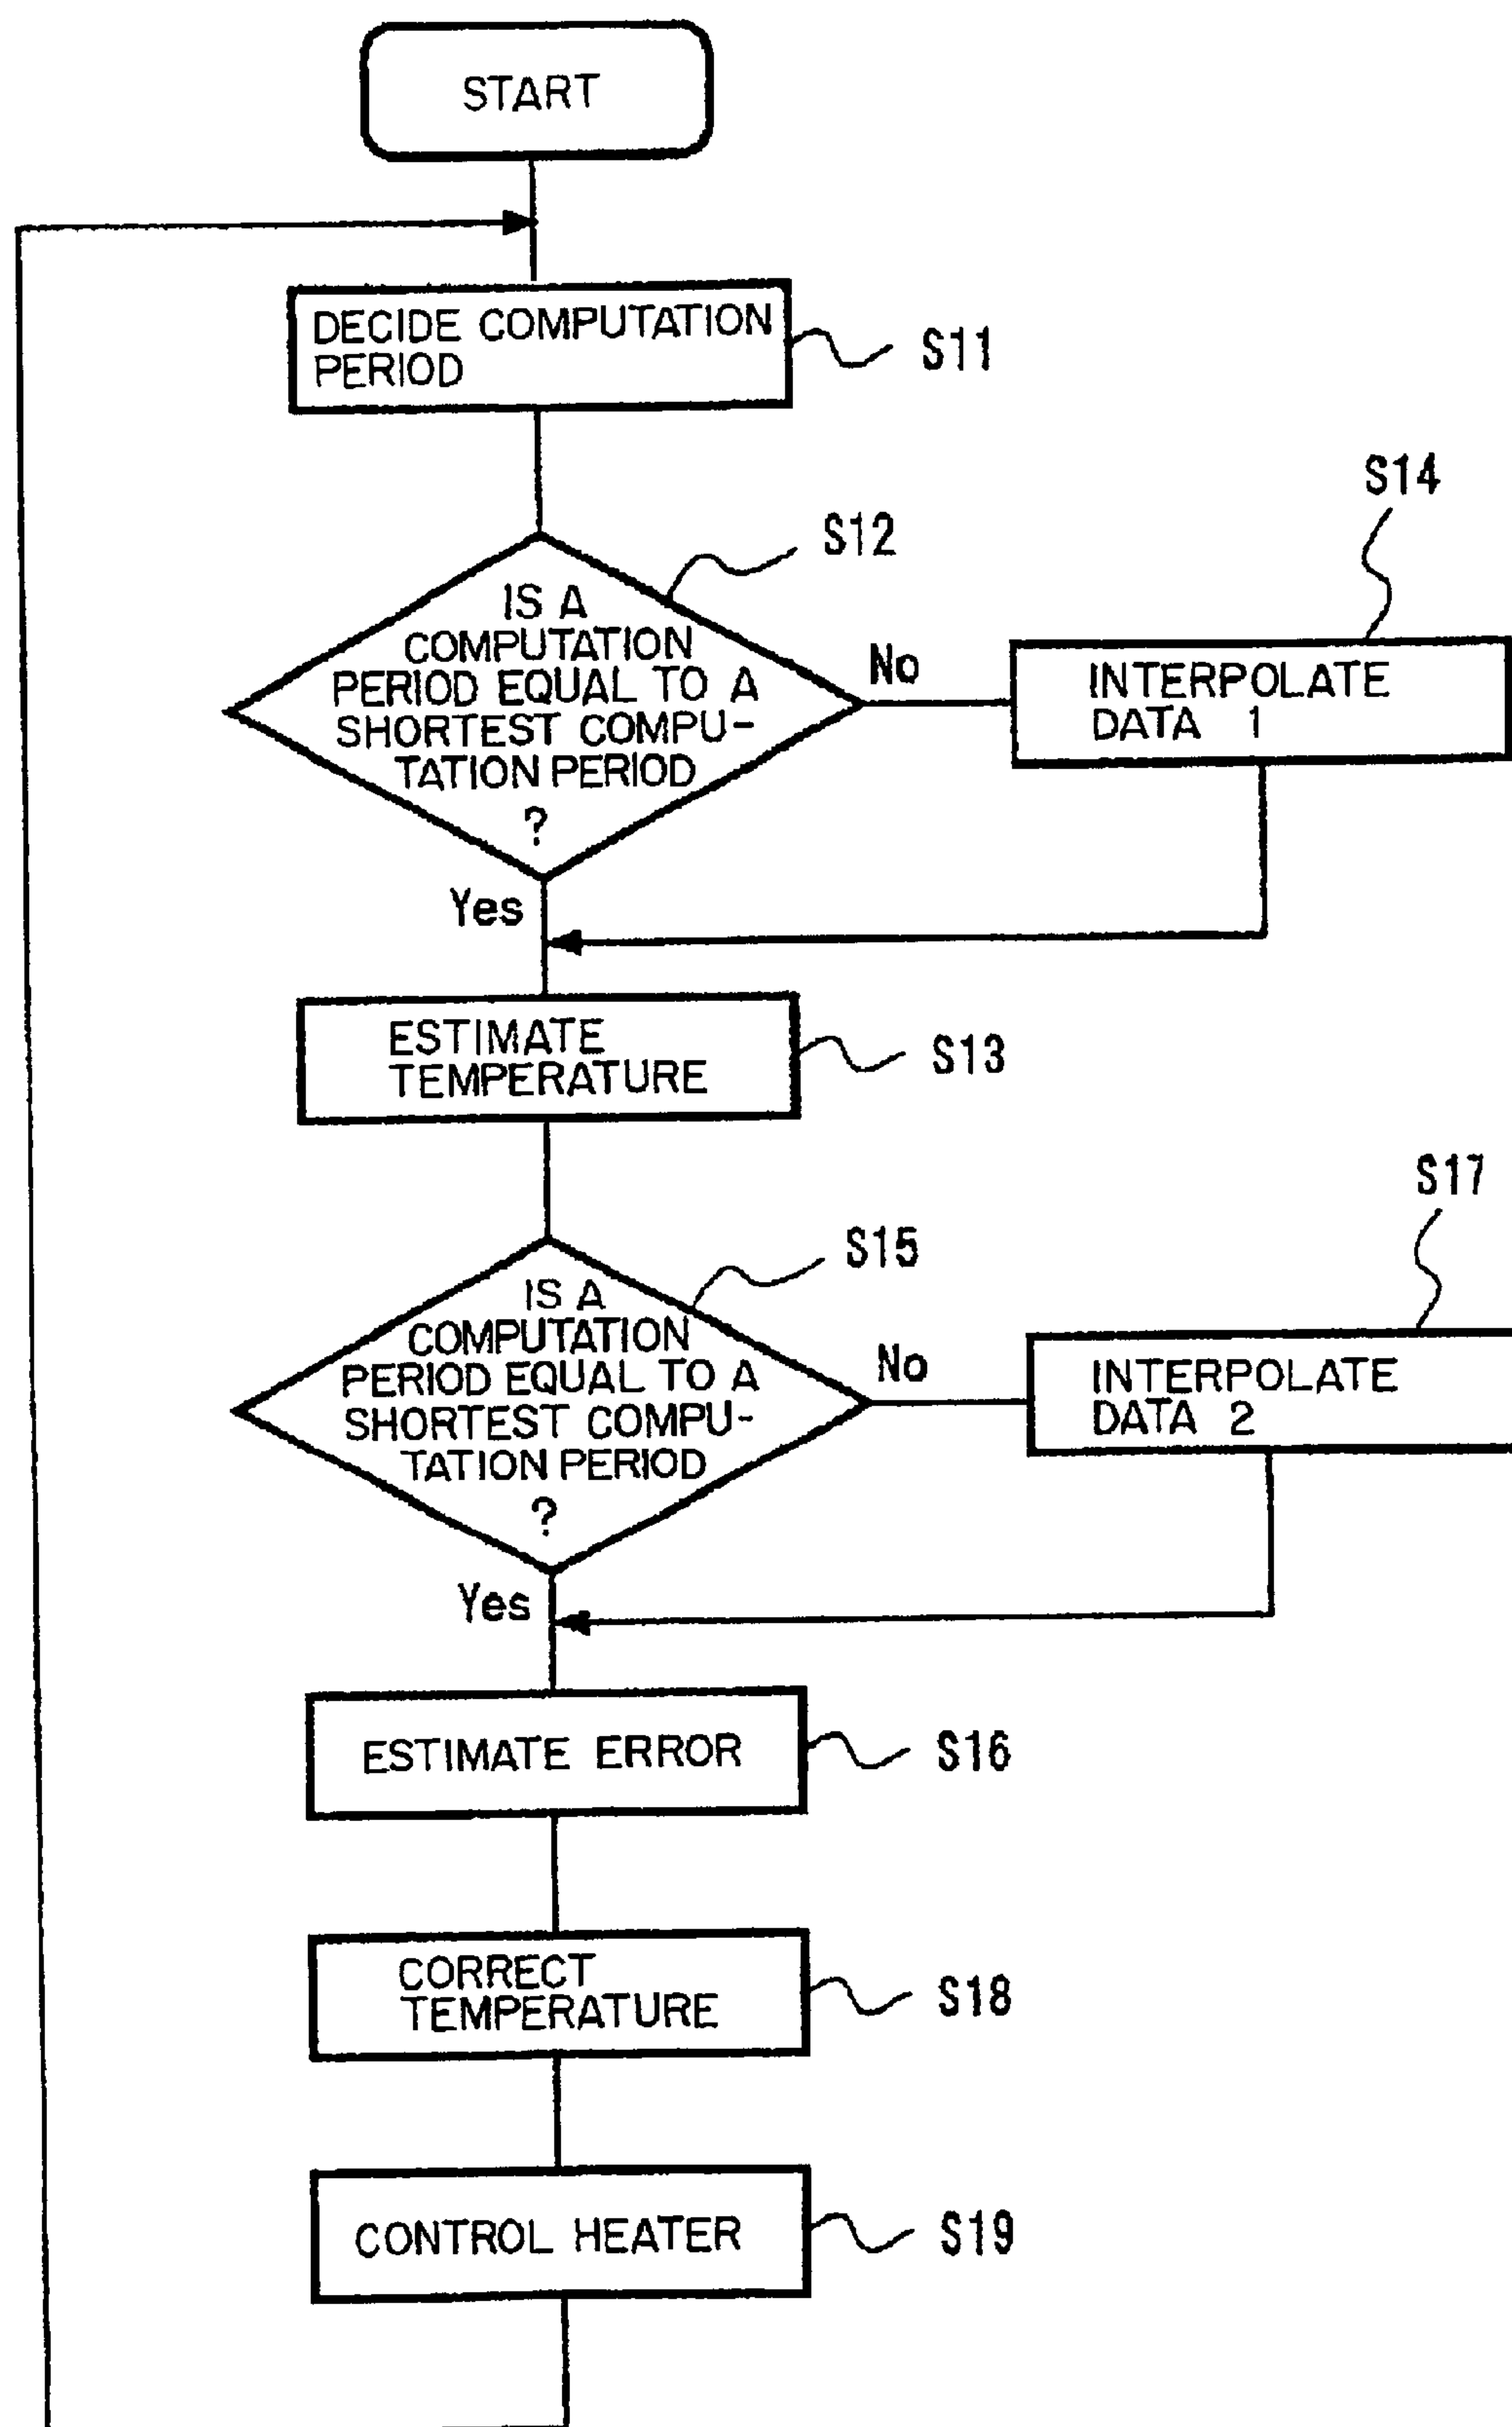 START
DECIDE COMPUTATION
PERIOD
S11
S14
S12
IS A
COMPUTATION
PERIOD EQUAL TO A
SHORTEST COMPU-
TATION PERIOD
?
No
INTERPOLATE
DATA 1
Yes
ESTIMATE
TEMPERATURE
S13
S17
S15
IS A
COMPUTATION
PERIOD EQUAL TO A
SHORTEST COMPU-
TATION PERIOD
?
No
INTERPOLATE
DATA 2
Yes
ESTIMATE ERROR
S16
CORRECT
TEMPERATURE
S18
CONTROL HEATER
S19